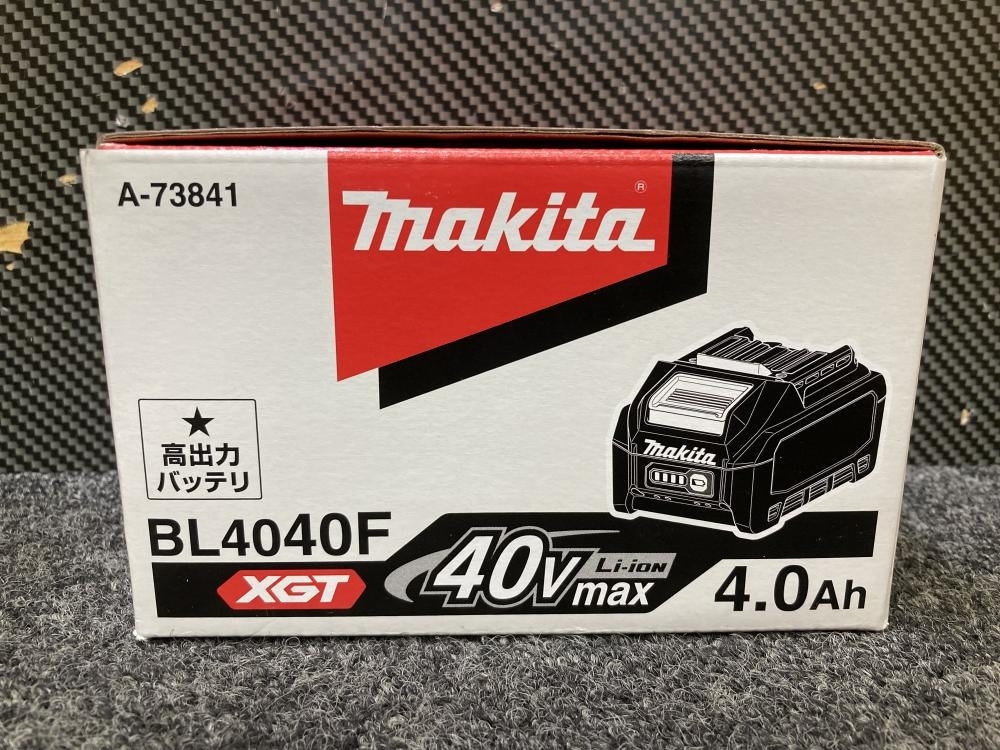 A-73841
makita®
★
高出力
バッテリ
makita
BL4040F
XGT
40Vmax
Li-ion
4.0Ah